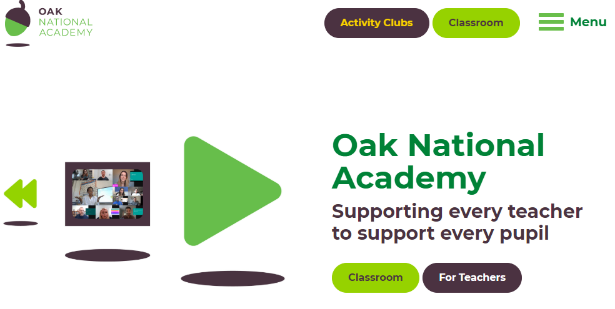 OAK
NATIONAL
ACADEMY
Activity Clubs
Classroom
Menu
Oak National
Academy
Supporting every teacher
to support every pupil
Classroom
For Teachers